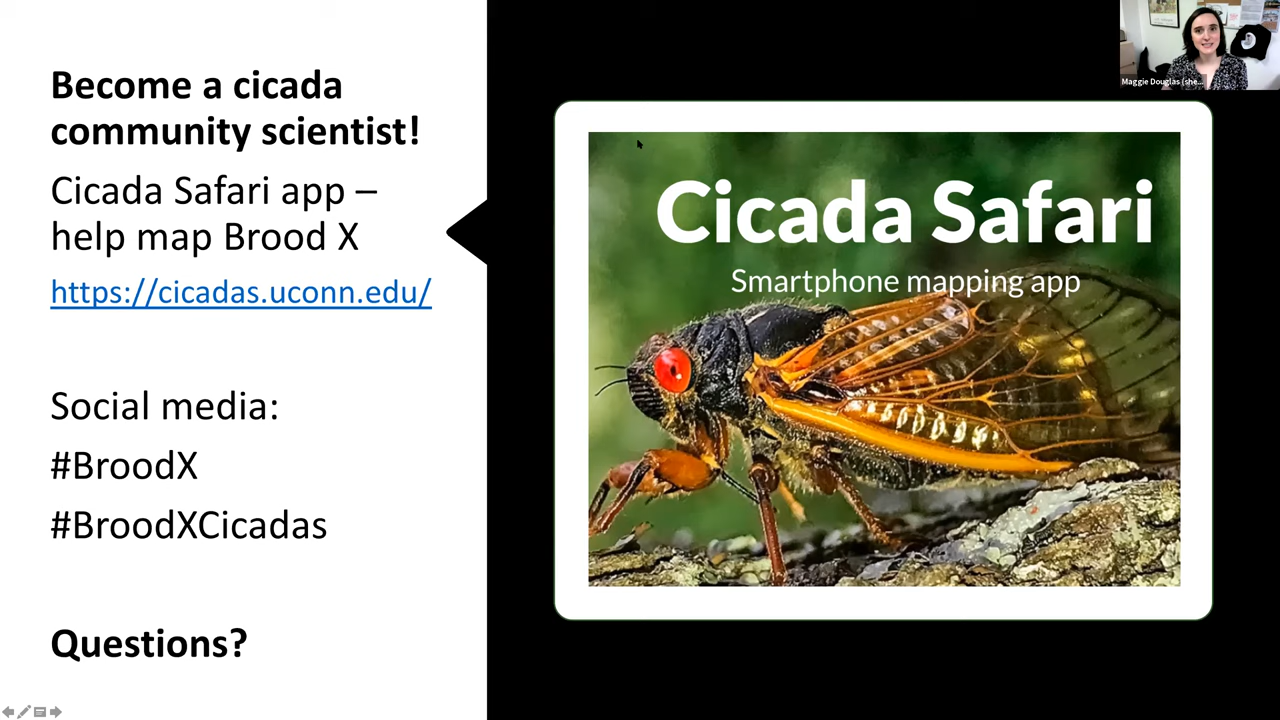 Become a cicada
community scientist!
Cicada Safari app –
help map Brood X
https://cicadas.uconn.edu/
Social media:
#BroodX
#BroodXCicadas
Questions?
Cicada Safari
Smartphone mapping app
Maggie Douglas (she...